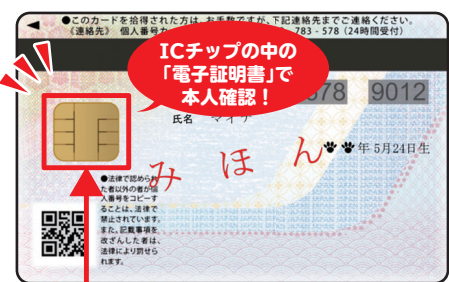 ●このカードを拾得された方は、お手数ですが、下記連絡先までご連絡ください。
《連絡先》 個人番号カ 783 - 578 (24時間受付)
ICチップの中の
「電子証明書」で
本人確認！
678 9012
氏名
年 5月24日生
みほん
●法律で認められ
た者以外の者が個
人番号をコピーす
ることは、法律で
禁止されています。
また、記載事項を
改ざんした者は、
法律により罰せら
れます。